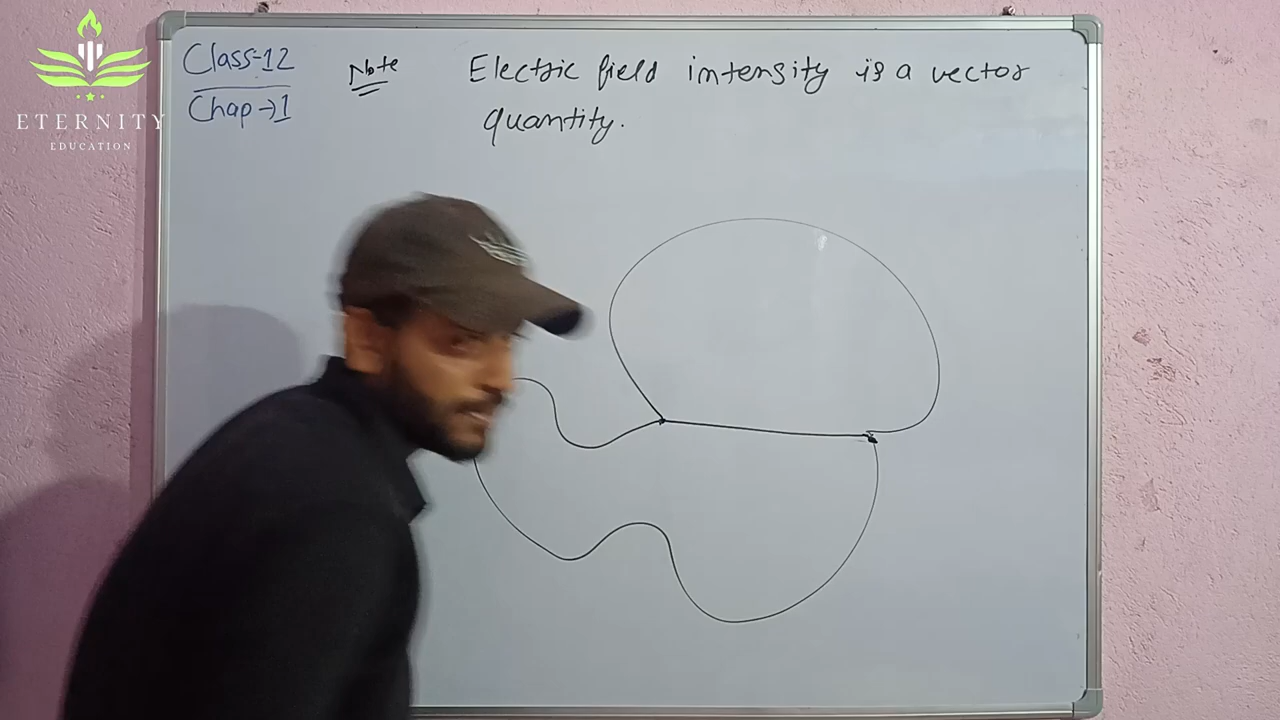 Class-12
Chap→1
Note
Electric field intensity is a vector
quantity.
ETERNITY
EDUCATION